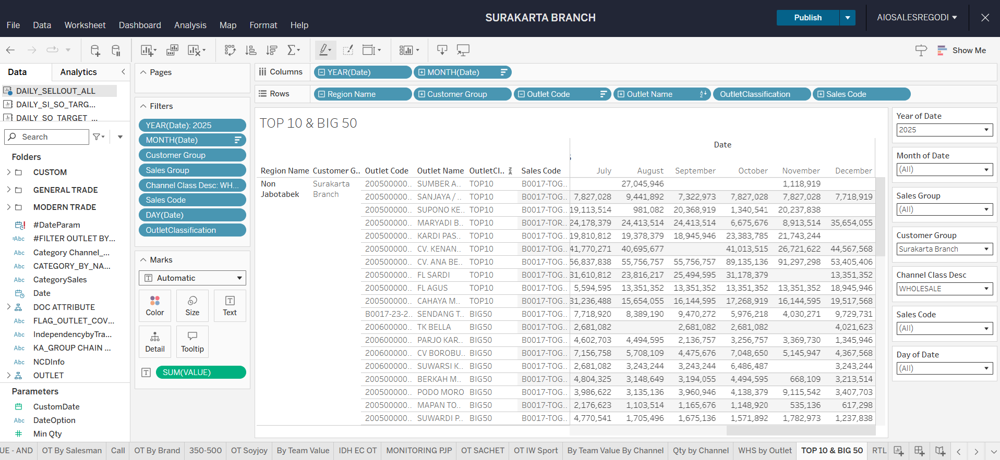 SURAKARTA BRANCH
Publish
AIOSALESREGODI
File Data Worksheet Dashboard Analysis Map Format Help
Show Me
Data Analytics
DAILY_SELLOUT_ALL
DAILY_SI_SO_TARG...
DAILY_SO_TARGET_...
Search
Folders
CUSTOM
GENERAL TRADE
MODERN TRADE
#DateParam
#FILTER OUTLET BY...
Category Channel_...
CATEGORY_BY_NA...
CategorySales
Date
DOC ATTRIBUTE
FLAG_OUTLET_COV...
IndependencybyTra...
KA_GROUP CHAIN ...
NCDInfo
OUTLET
Parameters
CustomDate
DateOption
Min Qty
Pages
Filters
YEAR(Date): 2025
MONTH(Date)
Customer Group
Sales Group
Channel Class Desc: WH...
Sales Code
DAY(Date)
OutletClassification
Marks
Automatic
Color Size Text
Detail Tooltip
SUM(VALUE)
Columns YEAR(Date) MONTH(Date)
Rows Region Name Customer Group Outlet Code Outlet Name OutletClassification Sales Code
TOP 10 & BIG 50
Date
Region Name Customer G.. Outlet Code Outlet Name OutletCl.. Sales Code July August September October November December
Non Jabotabek Surakarta Branch 200500000.. SUMBER A.. TOP10 B0017-TOG.. 27,045,946 1,118,919
200500000.. SANJAYA / .. TOP10 B0017-TOG.. 7,827,028 9,441,892 7,322,973 7,827,028 7,827,028 7,718,919
200500000.. SUPONO KE.. TOP10 B0017-TOG.. 19,113,514 981,082 20,368,919 1,340,541 20,237,838
200500000.. MARYADI B.. TOP10 B0017-TOR.. 24,178,379 24,413,514 24,413,514 6,675,676 8,913,514 35,654,055
200500000.. KARDI PAS.. TOP10 B0017-TOG.. 19,810,812 19,378,379 18,945,946 23,383,785 21,743,244
200500000.. CV. KENAN.. TOP10 B0017-TOG.. 41,770,271 40,695,677 41,013,515 26,721,622 44,567,568
200500000.. CV. ANA BE.. TOP10 B0017-TOG.. 56,837,838 55,756,757 55,756,757 89,135,136 91,297,298 53,405,406
200500000.. FL SARDI TOP10 B0017-TOG.. 31,610,812 23,816,217 25,494,595 31,178,379 13,351,352
200500000.. FL AGUS TOP10 B0017-TOG.. 5,594,595 13,351,352 13,351,352 13,351,352 13,351,352 18,945,946
200500000.. CAHAYA M.. TOP10 B0017-TOG.. 31,236,488 15,654,055 16,144,595 17,268,919 16,144,595 19,517,568
B0017-23-2.. SENDANG T.. BIG50 B0017-TOG.. 7,718,920 8,389,190 9,470,272 5,976,218 4,030,271 9,729,731
200600000.. TK BELLA BIG50 B0017-TOG.. 2,681,082 2,681,082 2,681,082 4,021,623
200600000.. PARJO KAR.. BIG50 B0017-TOG.. 4,602,703 4,494,595 2,136,757 3,256,757 3,369,730 1,345,946
200600000.. CV BOROBU.. BIG50 B0017-TOG.. 7,156,758 5,708,109 4,475,676 7,048,650 5,145,947 4,367,568
200600000.. SUWARSI K.. BIG50 B0017-TOG.. 2,681,082 3,243,244 3,243,244 6,486,487 3,243,244
200500000.. BERKAH M.. BIG50 B0017-TOG.. 4,804,325 3,148,649 3,194,055 4,494,595 668,109 3,213,514
200500000.. PODO MORO BIG50 B0017-TOG.. 3,986,622 3,135,136 3,960,946 4,138,379 9,115,542 3,407,703
200500000.. MAPAN TO.. BIG50 B0017-TOG.. 2,176,623 1,103,514 1,165,676 1,148,920 535,136 617,298
200500000.. SUWARDI P.. BIG50 B0017-TOG.. 4,770,541 1,705,496 1,675,136 1,571,892 1,782,973 1,237,838
Year of Date
2025
Month of Date
(All)
Sales Group
(All)
Customer Group
Surakarta Branch
Channel Class Desc
WHOLESALE
Sales Code
(All)
Day of Date
(All)
UE - AND OT By Salesman Call OT By Brand 350-500 OT Soyjoy By Team Value IDH EC OT MONITORING PJP OT SACHET OT IW Sport By Team Value By Channel Qty by Channel WHS by Outlet TOP 10 & BIG 50 RTL